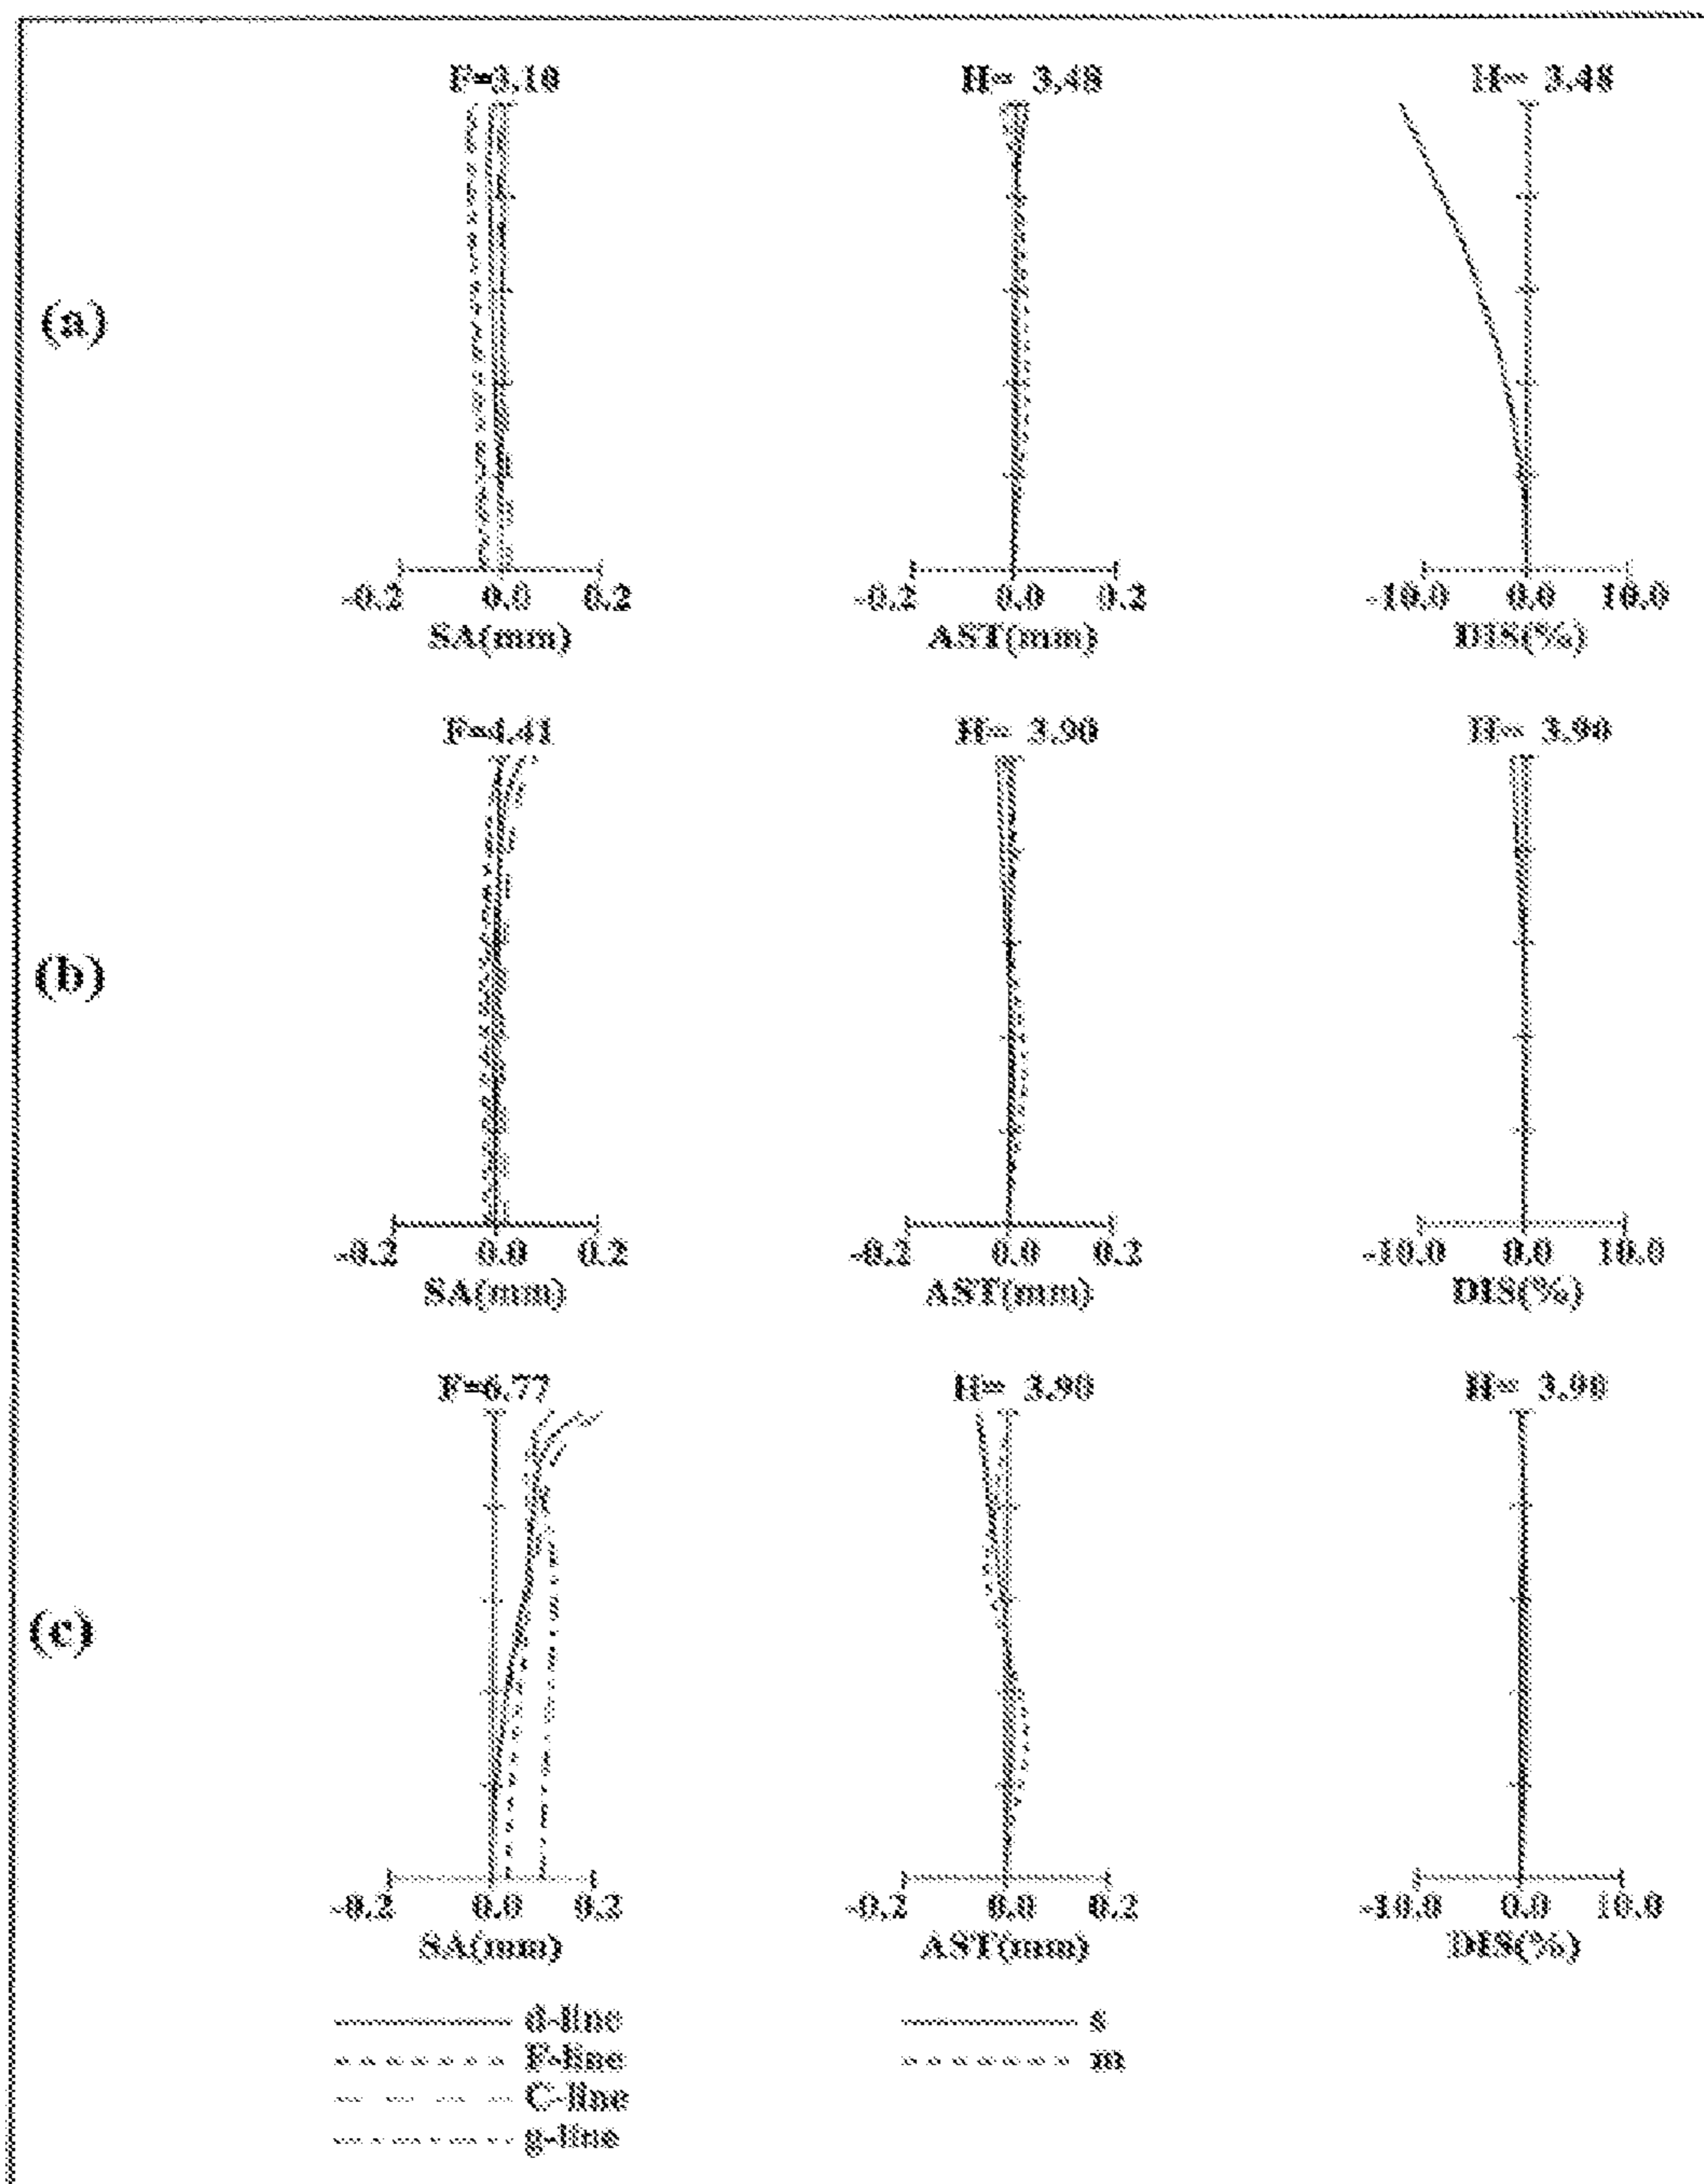 F=3.10 H= 3.48 H= 3.48
(a)
-0.2 0.0 0.2 -0.2 0.0 0.2 -10.0 0.0 10.0
SA(mm) AST(mm) DIS(%)
F=4.41 H= 3.90 H= 3.90
(b)
-0.2 0.0 0.2 -0.2 0.0 0.2 -10.0 0.0 10.0
SA(mm) AST(mm) DIS(%)
F=6.77 H= 3.90 H= 3.90
(c)
-0.2 0.0 0.2 -0.2 0.0 0.2 -10.0 0.0 10.0
SA(mm) AST(mm) DIS(%)
d-line s
F-line m
C-line
g-line